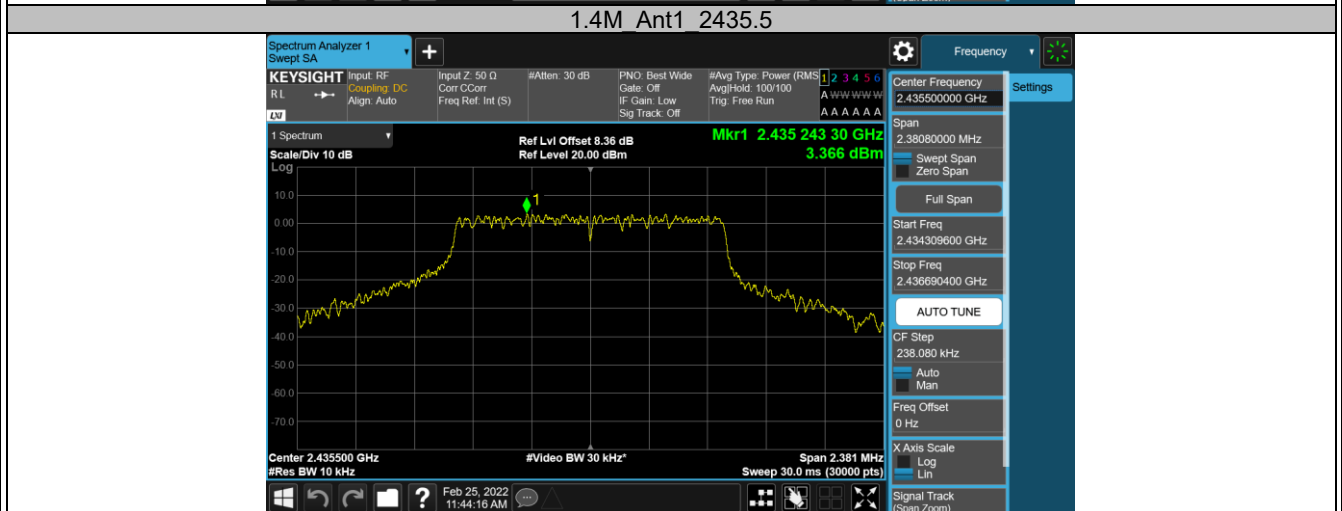 (Span Zoom)
1.4M_Ant1_2435.5
Spectrum Analyzer 1
Swept SA
+
Frequency
KEYSIGHT
RL
LXI
Input: RF
Coupling: DC
Align: Auto
Input Z: 50 Ω
Corr CCorr
Freq Ref: Int (S)
#Atten: 30 dB
PNO: Best Wide
Gate: Off
IF Gain: Low
Sig Track: Off
#Avg Type: Power (RMS
Avg|Hold: 100/100
Trig: Free Run
1 2 3 4 5 6
A W W W W W
A A A A A A
Center Frequency
2.435500000 GHz
Settings
Span
2.38080000 MHz
Swept Span
Zero Span
Full Span
Start Freq
2.434309600 GHz
Stop Freq
2.436690400 GHz
AUTO TUNE
CF Step
238.080 kHz
Auto
Man
Freq Offset
0 Hz
X Axis Scale
Log
Lin
Signal Track
(Span Zoom)
1 Spectrum
Scale/Div 10 dB
Log
Ref Lvl Offset 8.36 dB
Ref Level 20.00 dBm
Mkr1 2.435 243 30 GHz
3.366 dBm
1
10.0
0.00
-10.0
-20.0
-30.0
-40.0
-50.0
-60.0
-70.0
Center 2.435500 GHz
#Res BW 10 kHz
#Video BW 30 kHz*
Span 2.381 MHz
Sweep 30.0 ms (30000 pts)
?
Feb 25, 2022
11:44:16 AM